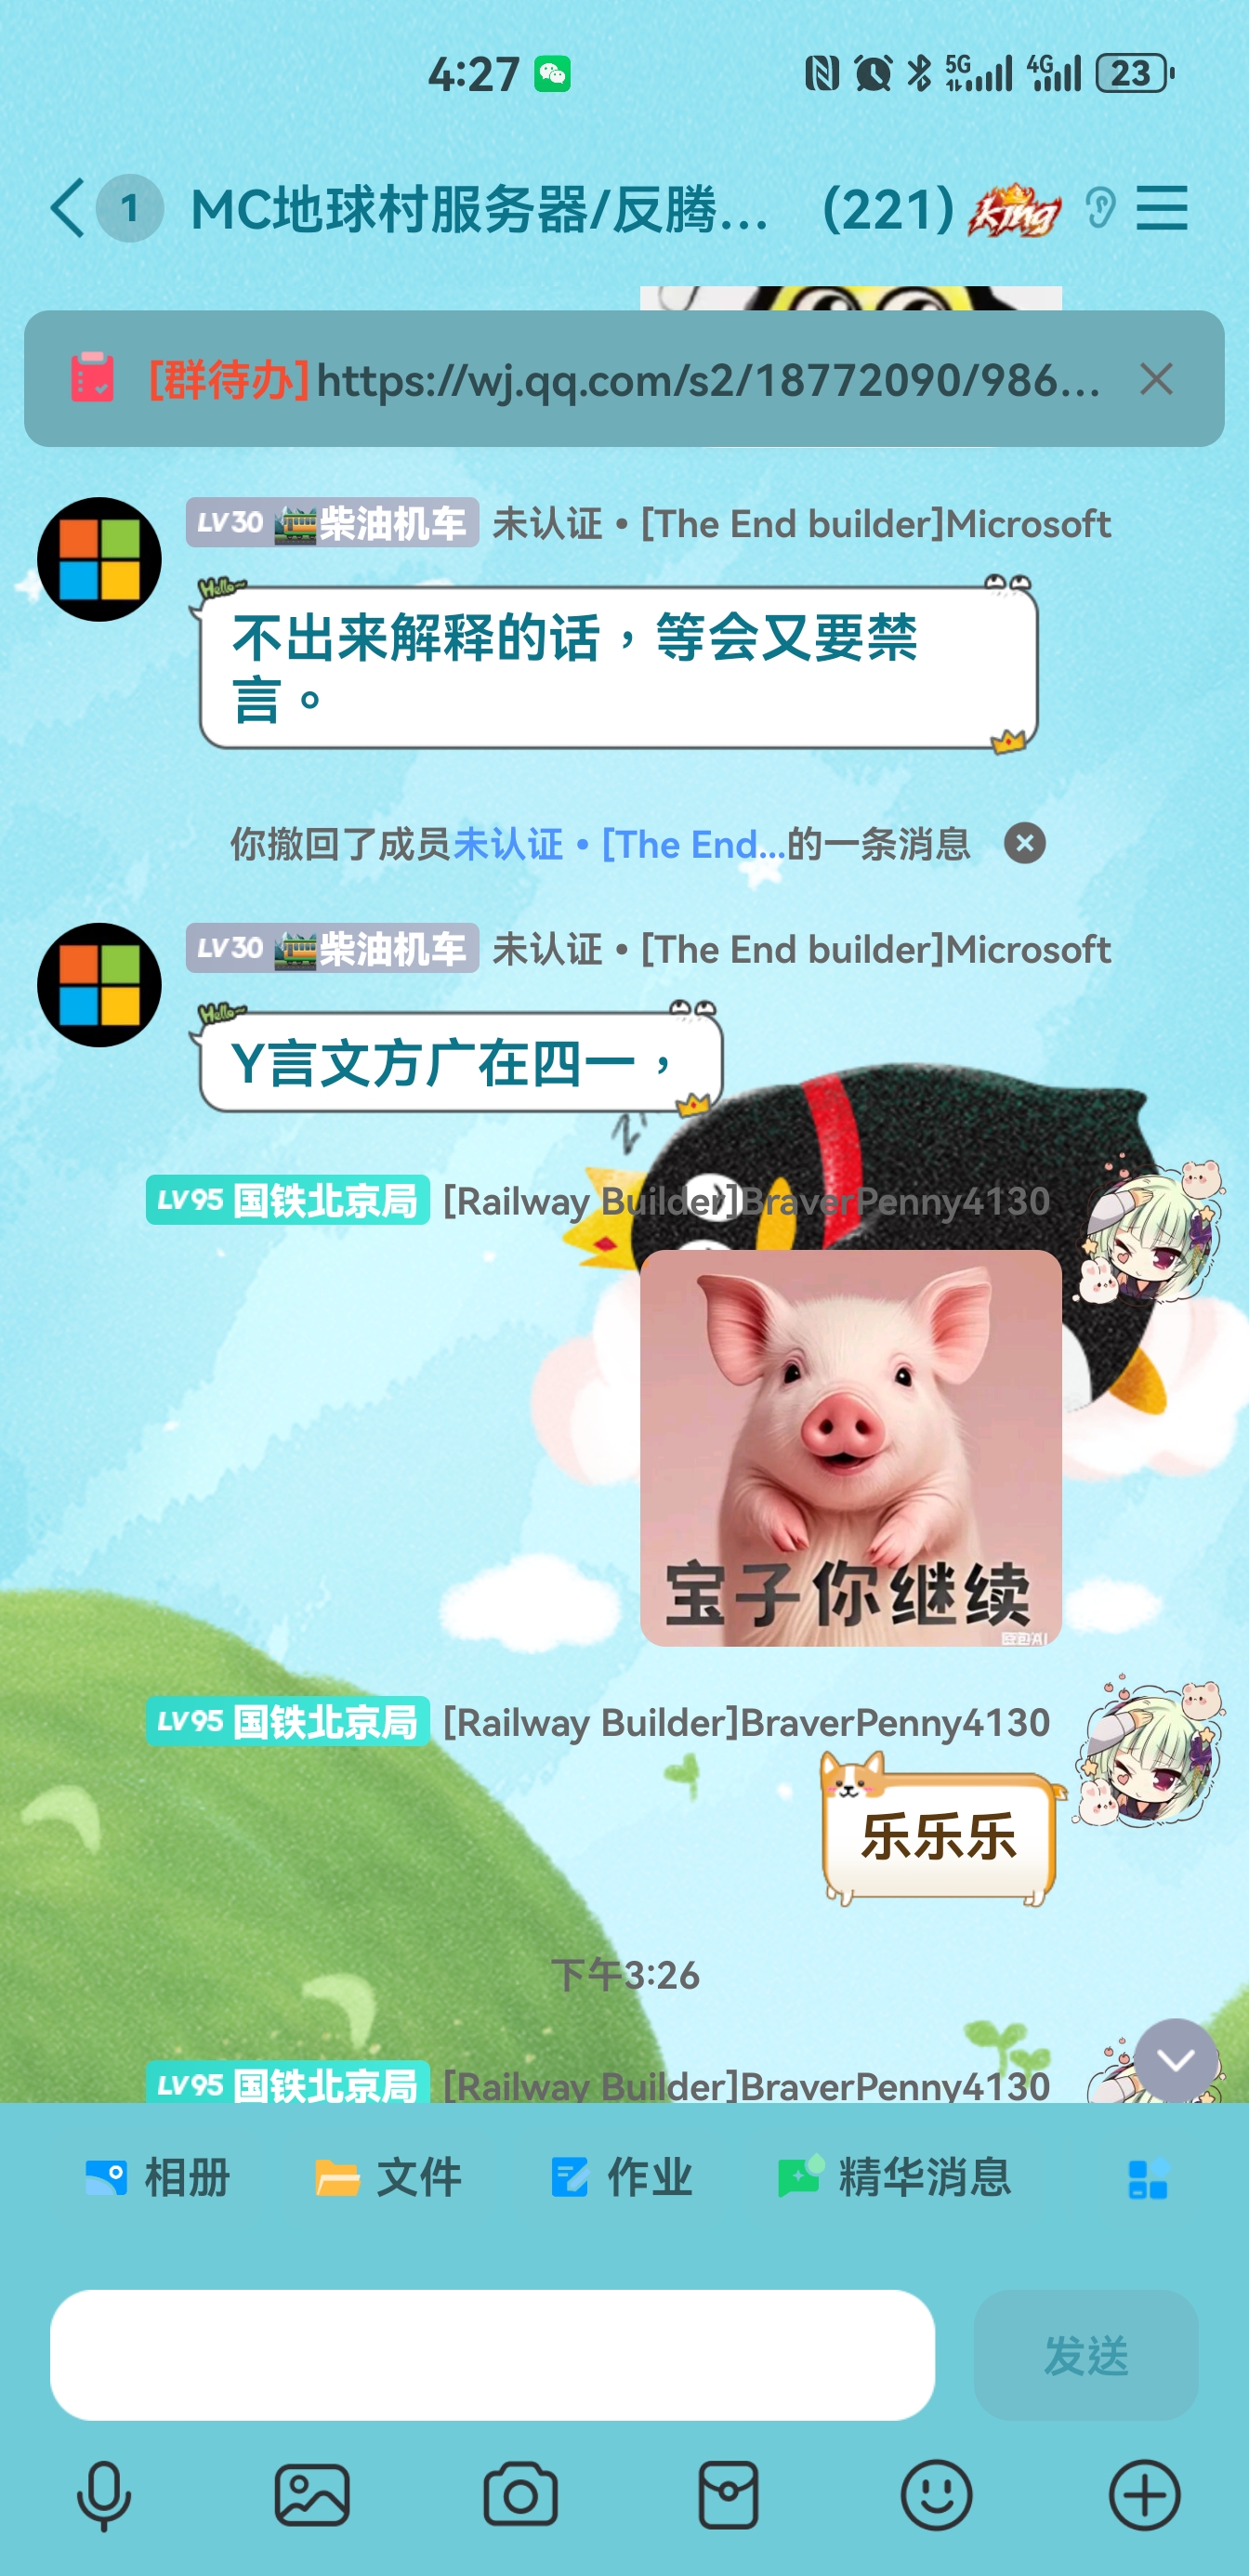 4:27
5G
4G
23
1
MC地球村服务器/反腾... (221)
king
[群待办]https://wj.qq.com/s2/18772090/986...
LV30 柴油机车 未认证 • [The End builder]Microsoft
Hello~
不出来解释的话，等会又要禁
言。
你撤回了成员未认证 • [The End...的一条消息
LV30 柴油机车 未认证 • [The End builder]Microsoft
Hello~
Y言文方广在四一，
LV95 国铁北京局 [Railway Builder]BraverPenny4130
宝子你继续
豆包AI
LV95 国铁北京局 [Railway Builder]BraverPenny4130
乐乐乐
下午3:26
LV95 国铁北京局 [Railway Builder]BraverPenny4130
相册
文件
作业
精华消息
发送